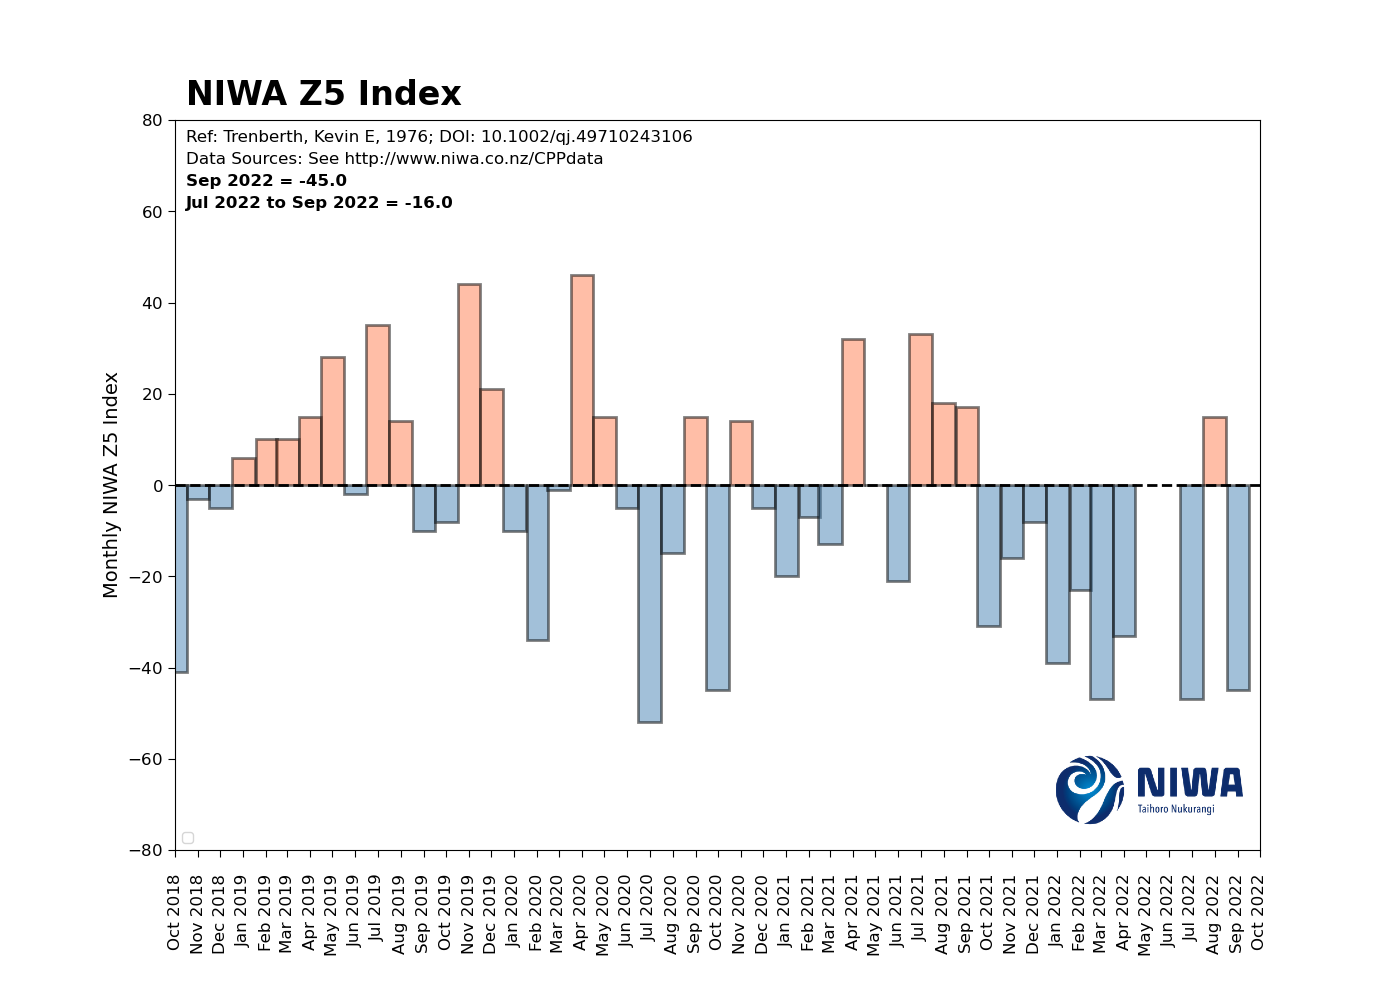 NIWA Z5 Index
Ref: Trenberth, Kevin E, 1976; DOI: 10.1002/qj.49710243106
Data Sources: See http://www.niwa.co.nz/CPPdata
Sep 2022 = -45.0
Jul 2022 to Sep 2022 = -16.0
Monthly NIWA Z5 Index
80
60
40
20
0
−20
−40
−60
−80
NIWA
Taihoro Nukurangi
Oct 2018
Nov 2018
Dec 2018
Jan 2019
Feb 2019
Mar 2019
Apr 2019
May 2019
Jun 2019
Jul 2019
Aug 2019
Sep 2019
Oct 2019
Nov 2019
Dec 2019
Jan 2020
Feb 2020
Mar 2020
Apr 2020
May 2020
Jun 2020
Jul 2020
Aug 2020
Sep 2020
Oct 2020
Nov 2020
Dec 2020
Jan 2021
Feb 2021
Mar 2021
Apr 2021
May 2021
Jun 2021
Jul 2021
Aug 2021
Sep 2021
Oct 2021
Nov 2021
Dec 2021
Jan 2022
Feb 2022
Mar 2022
Apr 2022
May 2022
Jun 2022
Jul 2022
Aug 2022
Sep 2022
Oct 2022